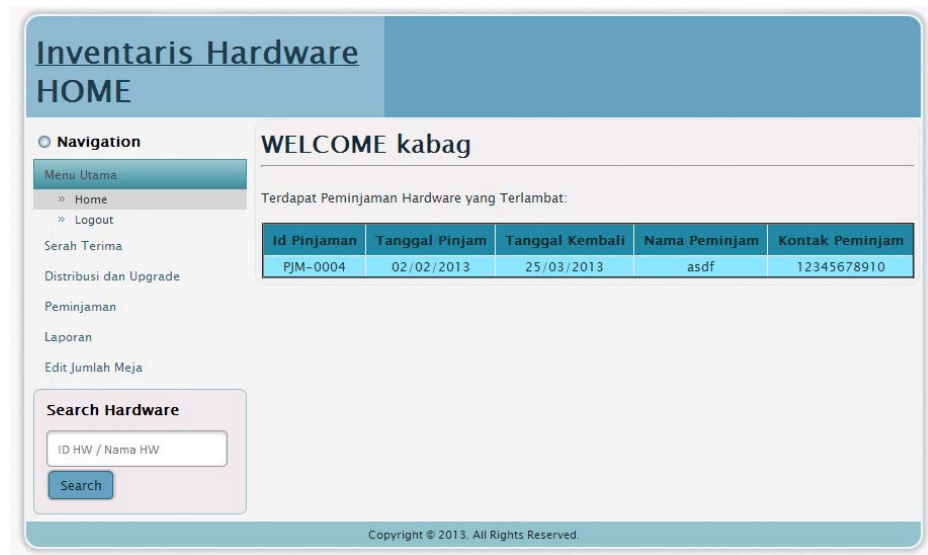 Inventaris Hardware
HOME
Navigation
Menu Utama
» Home
» Logout
Serah Terima
Distribusi dan Upgrade
Peminjaman
Laporan
Edit Jumlah Meja
Search Hardware
ID HW / Nama HW
Search
WELCOME kabag
Terdapat Peminjaman Hardware yang Terlambat:
Id Pinjaman Tanggal Pinjam Tanggal Kembali Nama Peminjam Kontak Peminjam
PJM-0004 02/02/2013 25/03/2013 asdf 12345678910
Copyright © 2013. All Rights Reserved.